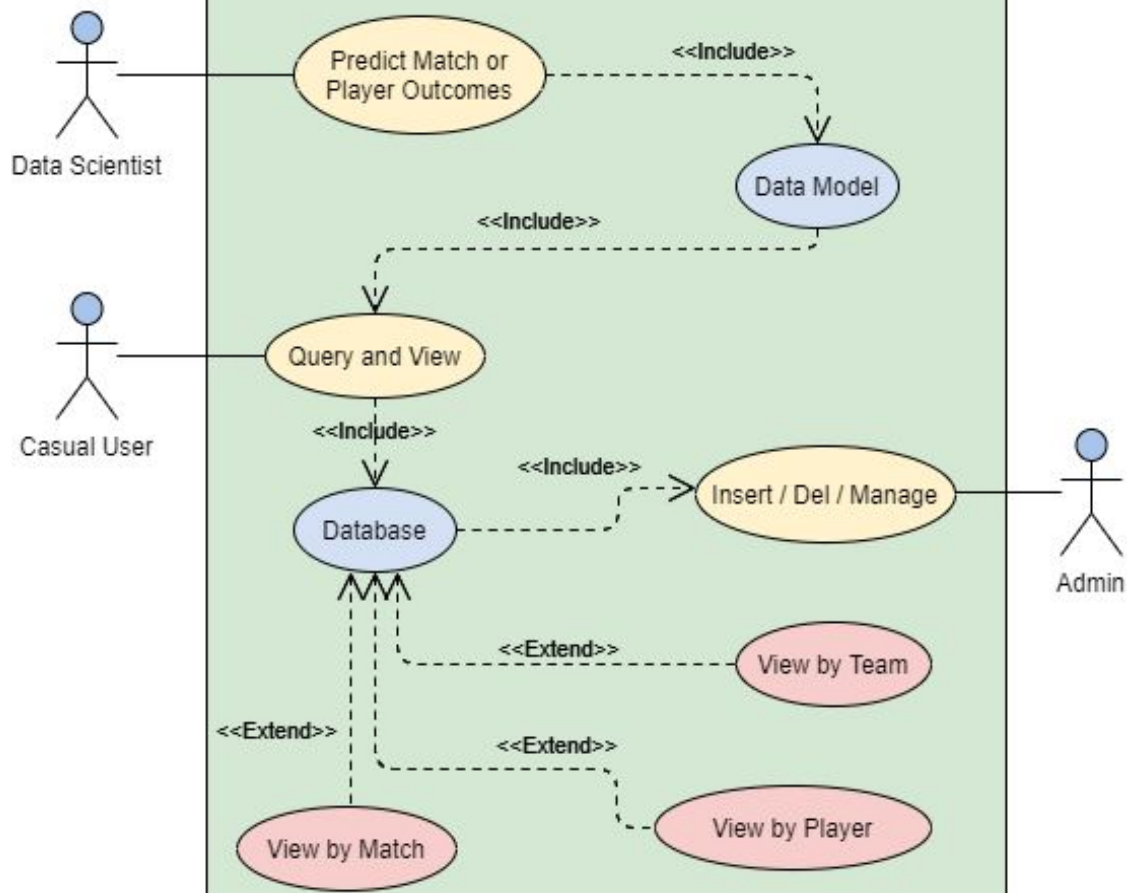 <<Include>>
Predict Match or
Player Outcomes
Data Scientist
Data Model
<<Include>>
Query and View
Casual User
<<Include>>
<<Include>>
Insert / Del / Manage
Database
Admin
<<Extend>>
View by Team
<<Extend>>
<<Extend>>
View by Player
View by Match